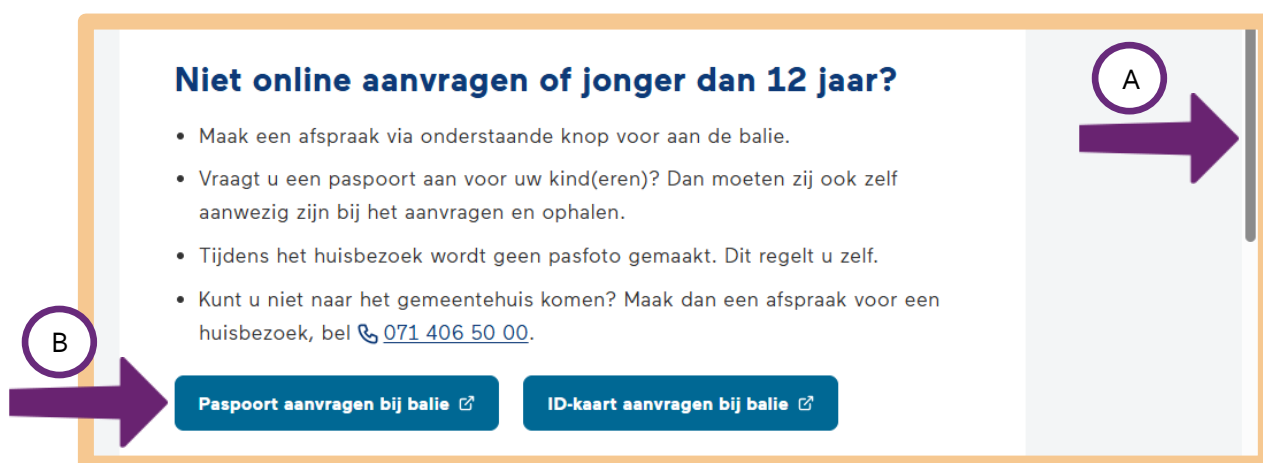 Niet online aanvragen of jonger dan 12 jaar?
A
• Maak een afspraak via onderstaande knop voor aan de balie.
• Vraagt u een paspoort aan voor uw kind(eren)? Dan moeten zij ook zelf
aanwezig zijn bij het aanvragen en ophalen.
• Tijdens het huisbezoek wordt geen pasfoto gemaakt. Dit regelt u zelf.
• Kunt u niet naar het gemeentehuis komen? Maak dan een afspraak voor een
huisbezoek, bel 071 406 50 00.
B
Paspoort aanvragen bij balie
ID-kaart aanvragen bij balie